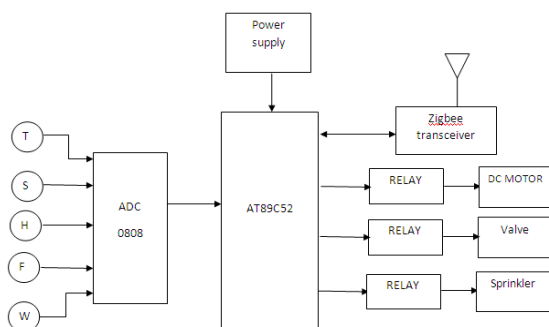 Power
supply
Zigbee
transceiver
T
S
H
F
W
ADC
0808
AT89C52
RELAY
DC MOTOR
RELAY
Valve
RELAY
Sprinkler